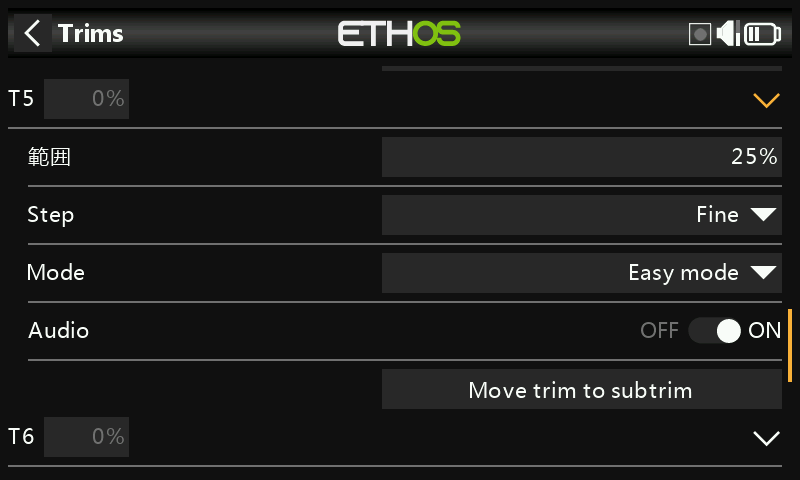 Trims
ETHOS
T5 0%
範囲 25%
Step Fine
Mode Easy mode
Audio OFF ON
Move trim to subtrim
T6 0%